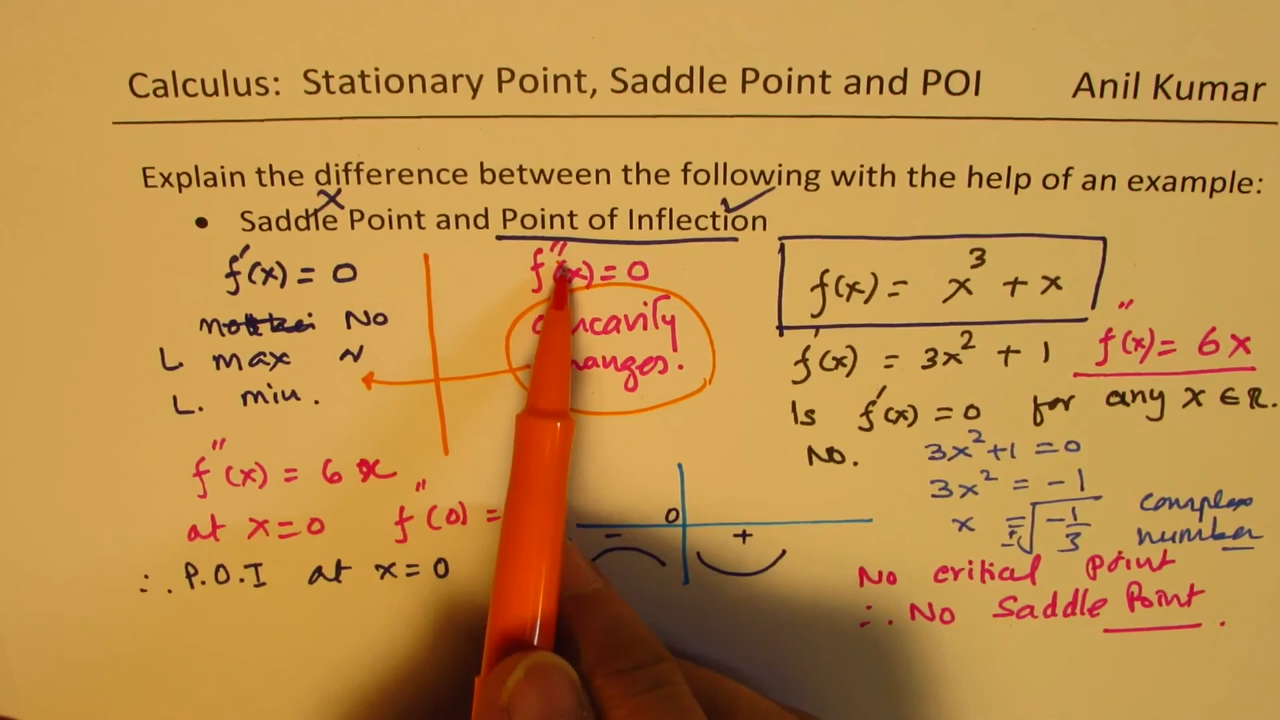 Calculus: Stationary Point, Saddle Point and POI Anil Kumar
Explain the difference between the following with the help of an example:
• Saddle Point and Point of Inflection
f'(x) = 0
No
L max
L. min.
f''(x) = 0
changes!
f(x) = x³ + x
f'(x) = 3x² + 1
f''(x) = 6x
Is f'(x) = 0 for any x ∈ R.
No.
3x² + 1 = 0
3x² = -1
x = ±√(-1/3) complex number
No critical point
∴ No Saddle Point.
f''(x) = 6x
at x = 0 f''(0) =
∴ P.O.I at x = 0
0
- +